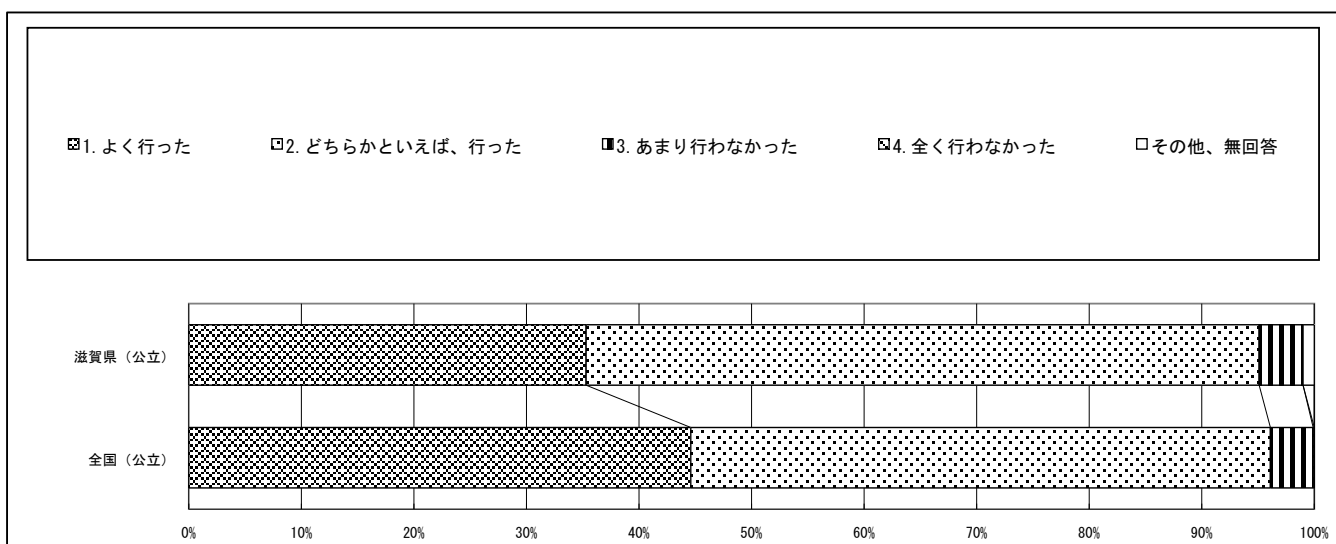 1. よく行った 2. どちらかといえば、行った 3. あまり行わなかった 4. 全く行わなかった その他、無回答
滋賀県（公立）
全国（公立）
0% 10% 20% 30% 40% 50% 60% 70% 80% 90% 100%